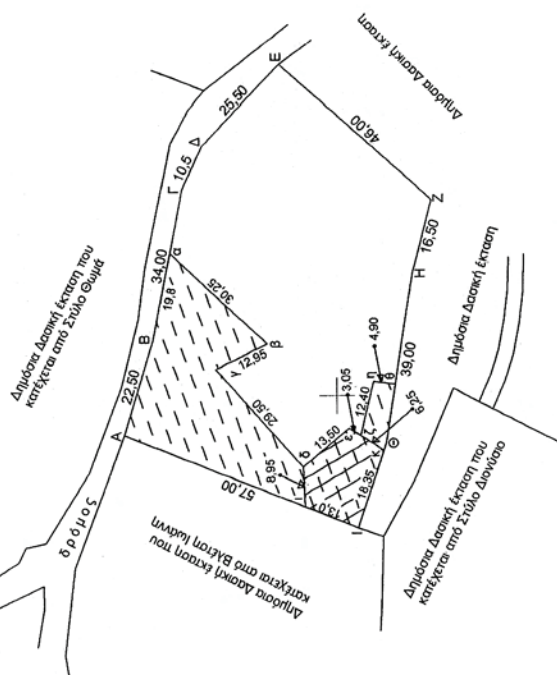 Δημόσια Δασική έκταση που
κατέχεται από Στύλο Θωμά
Δημόσια Δασική έκταση
δρόμος
Α
22,50
Β
34,00
19,8
α
Γ
10,5
Δ
25,50
Ε
46,00
Ζ
16,50
Η
39,00
Θ
30,25
β
12,95
γ
29,50
δ
8,95
ι
57,00
13,50
3,05
ε
12,40
ζ
η
4,90
θ
6,25
κ
18,35
13,0
Ι
Δημόσια Δασική έκταση που
κατέχεται από Βλέτση Ιωάννη
Δημόσια Δασική έκταση
Δημόσια Δασική έκταση που
κατέχεται από Στύλο Διονύσιο